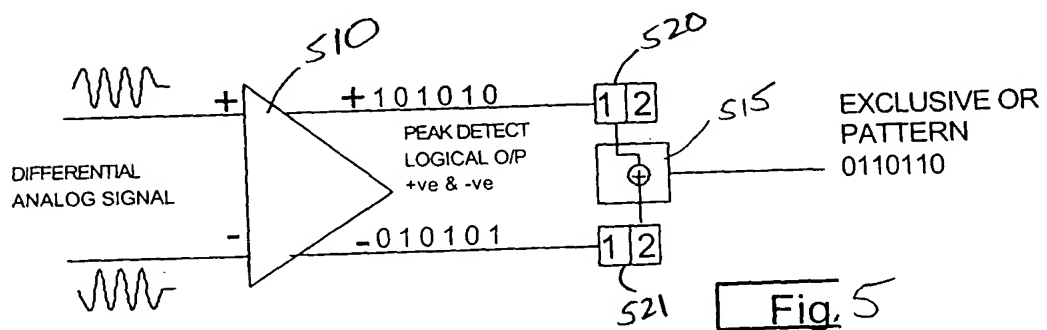 510
520
+
+101010
1 2
515
EXCLUSIVE OR
PATTERN
0110110
PEAK DETECT
LOGICAL O/P
+ve & -ve
DIFFERENTIAL
ANALOG SIGNAL
+
-
-010101
1 2
521
Fig. 5